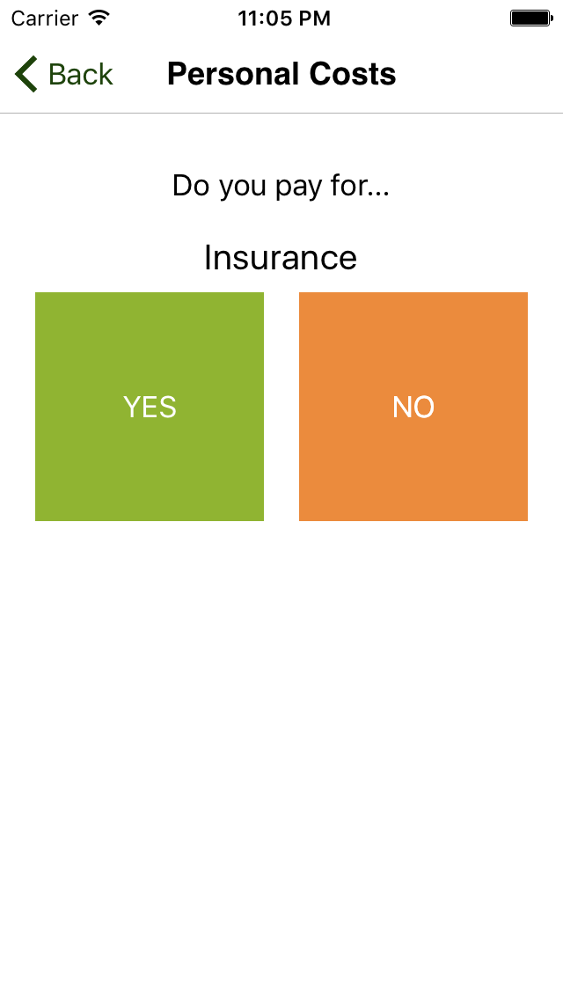 Carrier 11:05 PM
Back Personal Costs
Do you pay for...
Insurance
YES NO